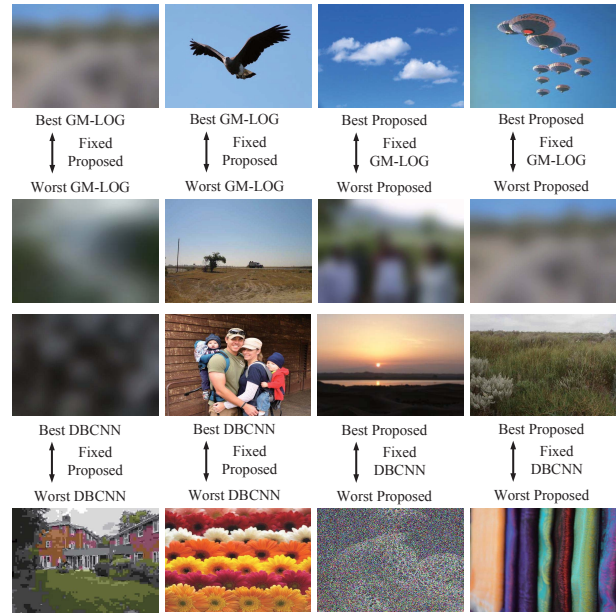 Best GM-LOG
Fixed
Proposed
Worst GM-LOG
Best GM-LOG
Fixed
Proposed
Worst GM-LOG
Best Proposed
Fixed
GM-LOG
Worst Proposed
Best Proposed
Fixed
GM-LOG
Worst Proposed
Best DBCNN
Fixed
Proposed
Worst DBCNN
Best DBCNN
Fixed
Proposed
Worst DBCNN
Best Proposed
Fixed
DBCNN
Worst Proposed
Best Proposed
Fixed
DBCNN
Worst Proposed